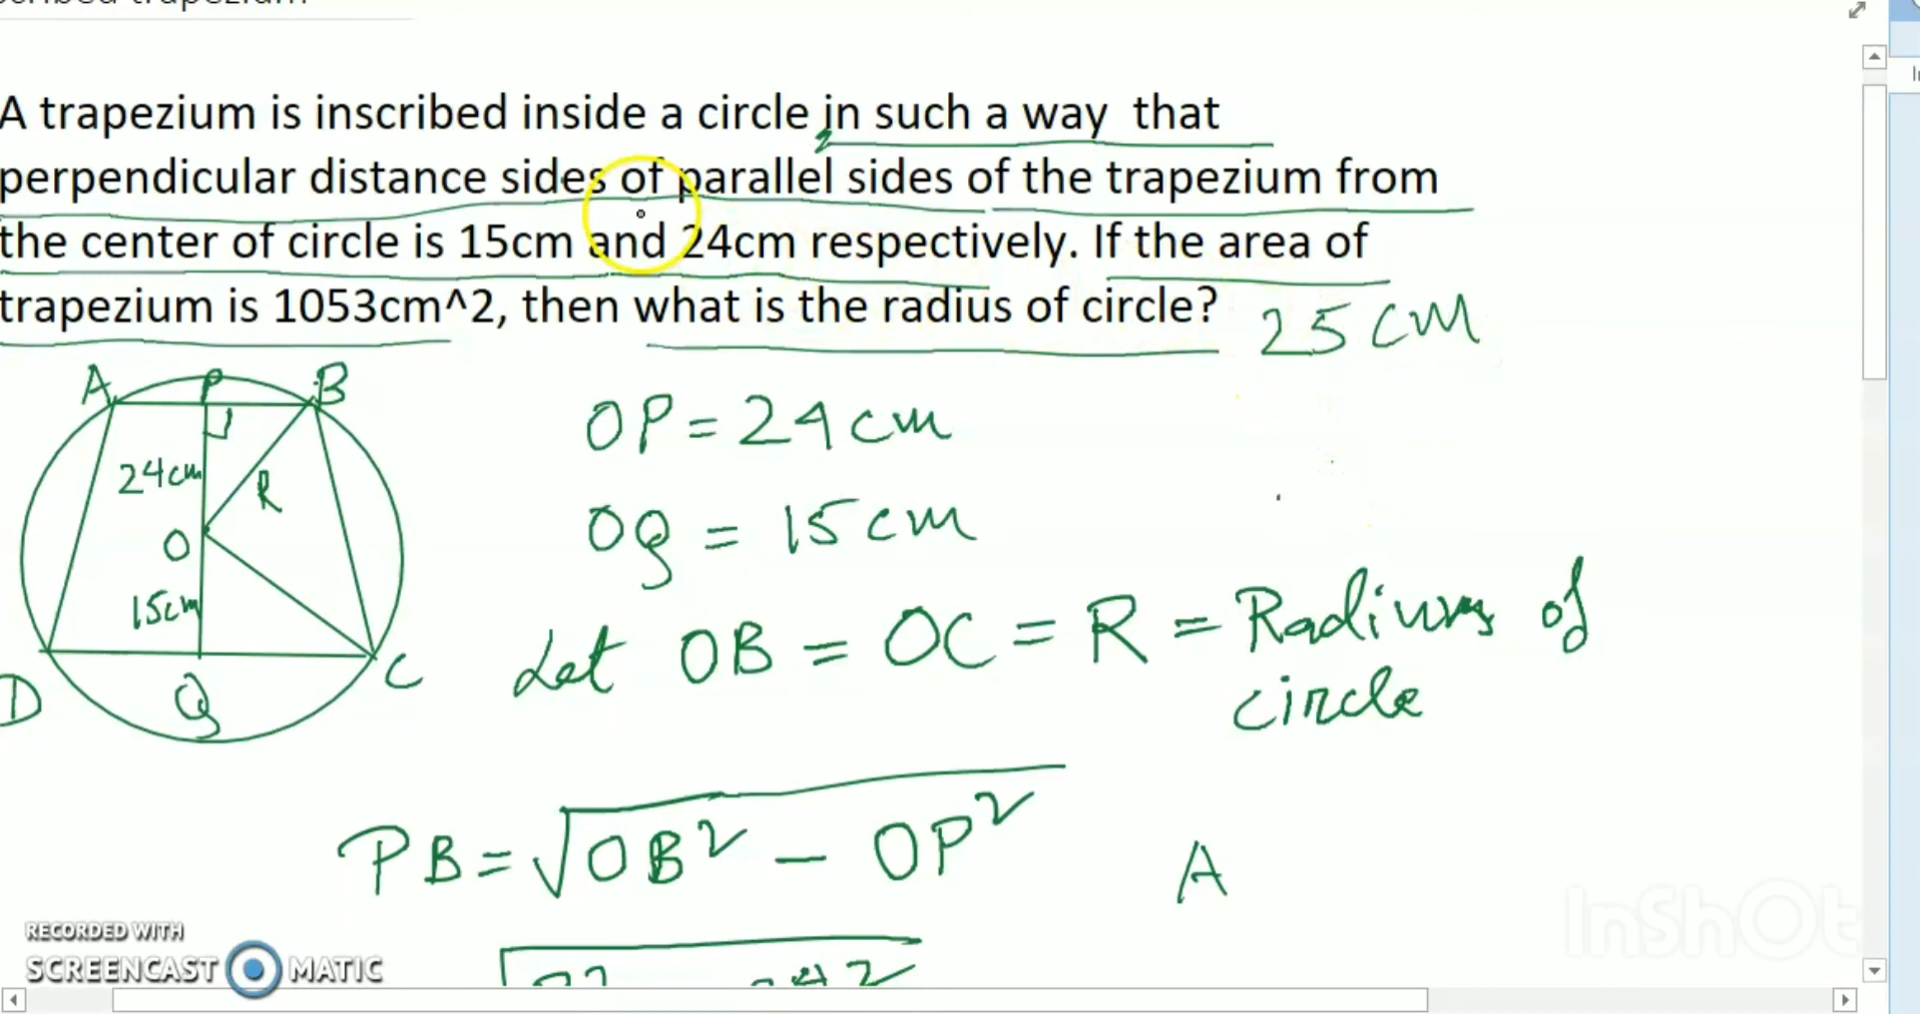 A trapezium is inscribed inside a circle in such a way that
perpendicular distance sides of parallel sides of the trapezium from
the center of circle is 15cm and 24cm respectively. If the area of
trapezium is 1053cm^2, then what is the radius of circle? 25 cm
A P B
24cm R
O
15cm
D Q C
OP = 24 cm
OQ = 15 cm
Let OB = OC = R = Radius of
circle
PB = √OB² - OP² A
RECORDED WITH
SCREENCAST MATIC
InShOt